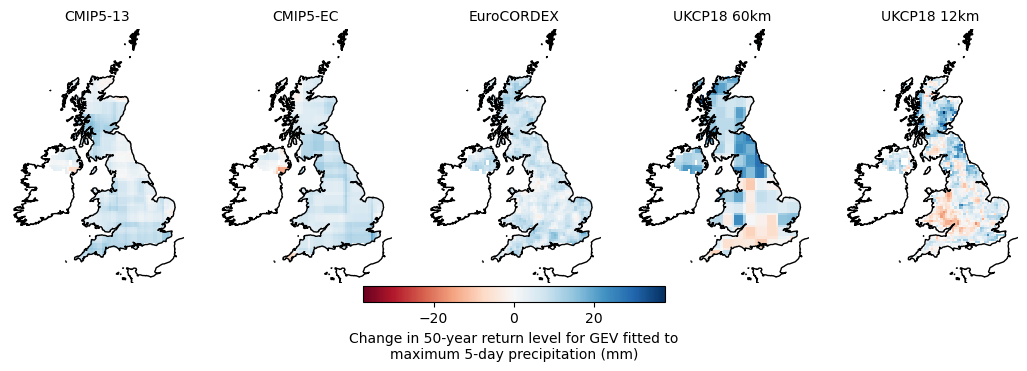 CMIP5-13
CMIP5-EC
EuroCORDEX
UKCP18 60km
UKCP18 12km
−20
0
20
Change in 50-year return level for GEV fitted to
maximum 5-day precipitation (mm)